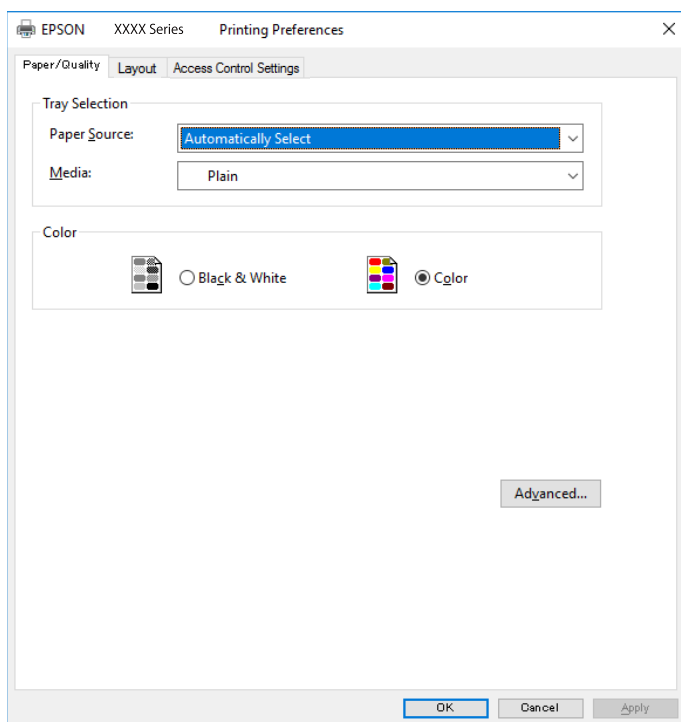 EPSON XXXX Series Printing Preferences
Paper/Quality Layout Access Control Settings
Tray Selection
Paper Source: Automatically Select
Media: Plain
Color
Black & White Color
Advanced...
OK Cancel Apply